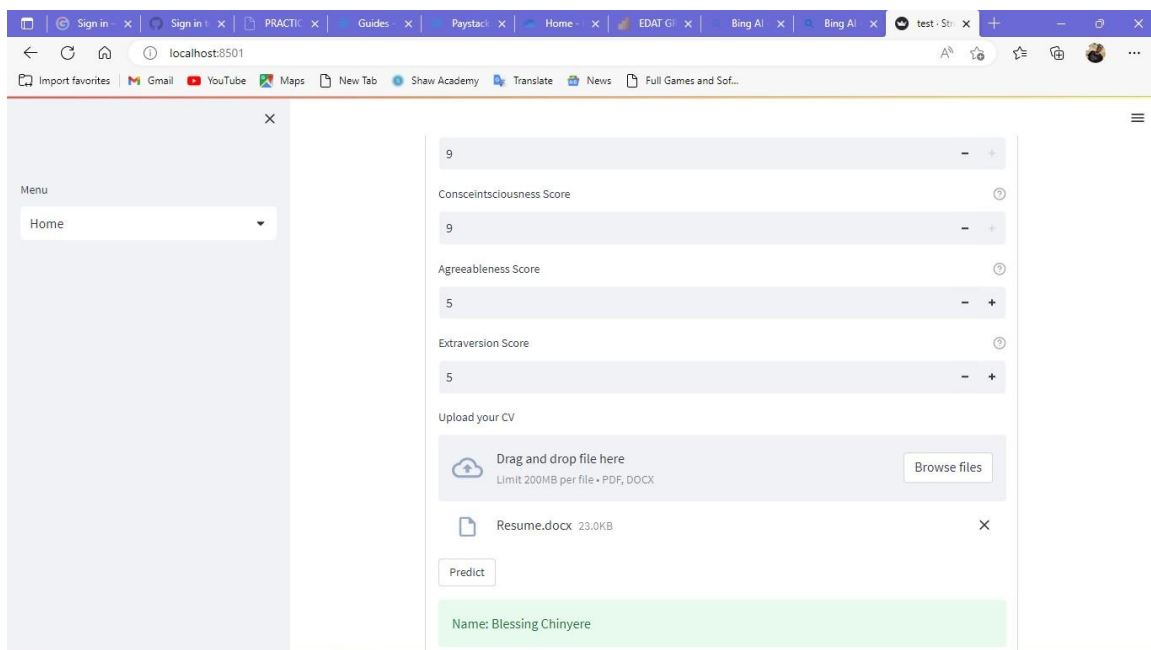 Sign in -
Sign in t
PRACTIC
Guides -
Paystack
Home -
EDAT GR
Bing AI
Bing AI
test · Str
localhost:8501
Import favorites
Gmail
YouTube
Maps
New Tab
Shaw Academy
Translate
News
Full Games and Sof...
9
Menu
Consceintsciousness Score
Home
9
Agreeableness Score
5
Extraversion Score
5
Upload your CV
Drag and drop file here
Browse files
Limit 200MB per file • PDF, DOCX
Resume.docx 23.0KB
Predict
Name: Blessing Chinyere